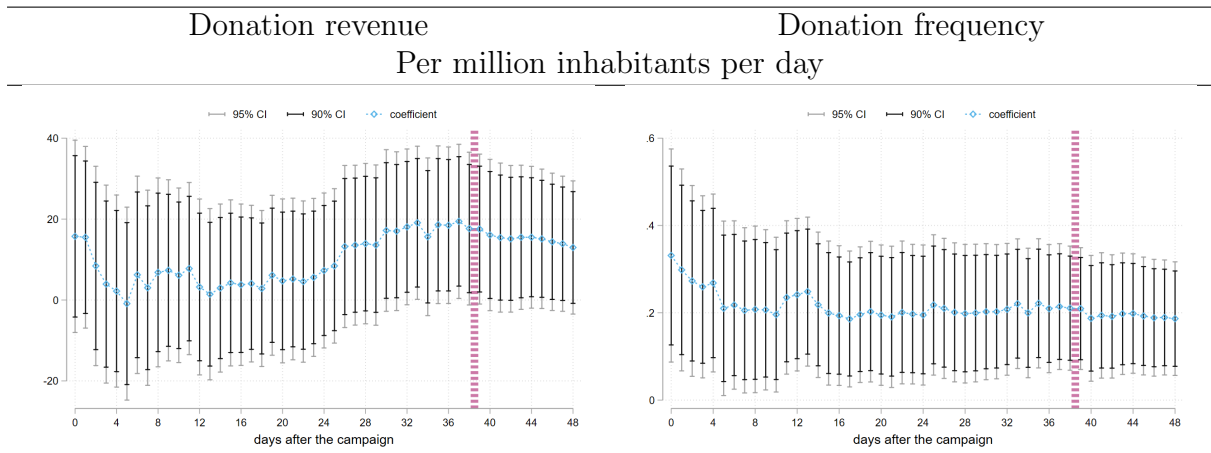 Donation revenue Donation frequency
Per million inhabitants per day
95% CI 90% CI coefficient
40
20
0
-20
0 4 8 12 16 20 24 28 32 36 40 44 48
days after the campaign
95% CI 90% CI coefficient
.6
.4
.2
0
0 4 8 12 16 20 24 28 32 36 40 44 48
days after the campaign